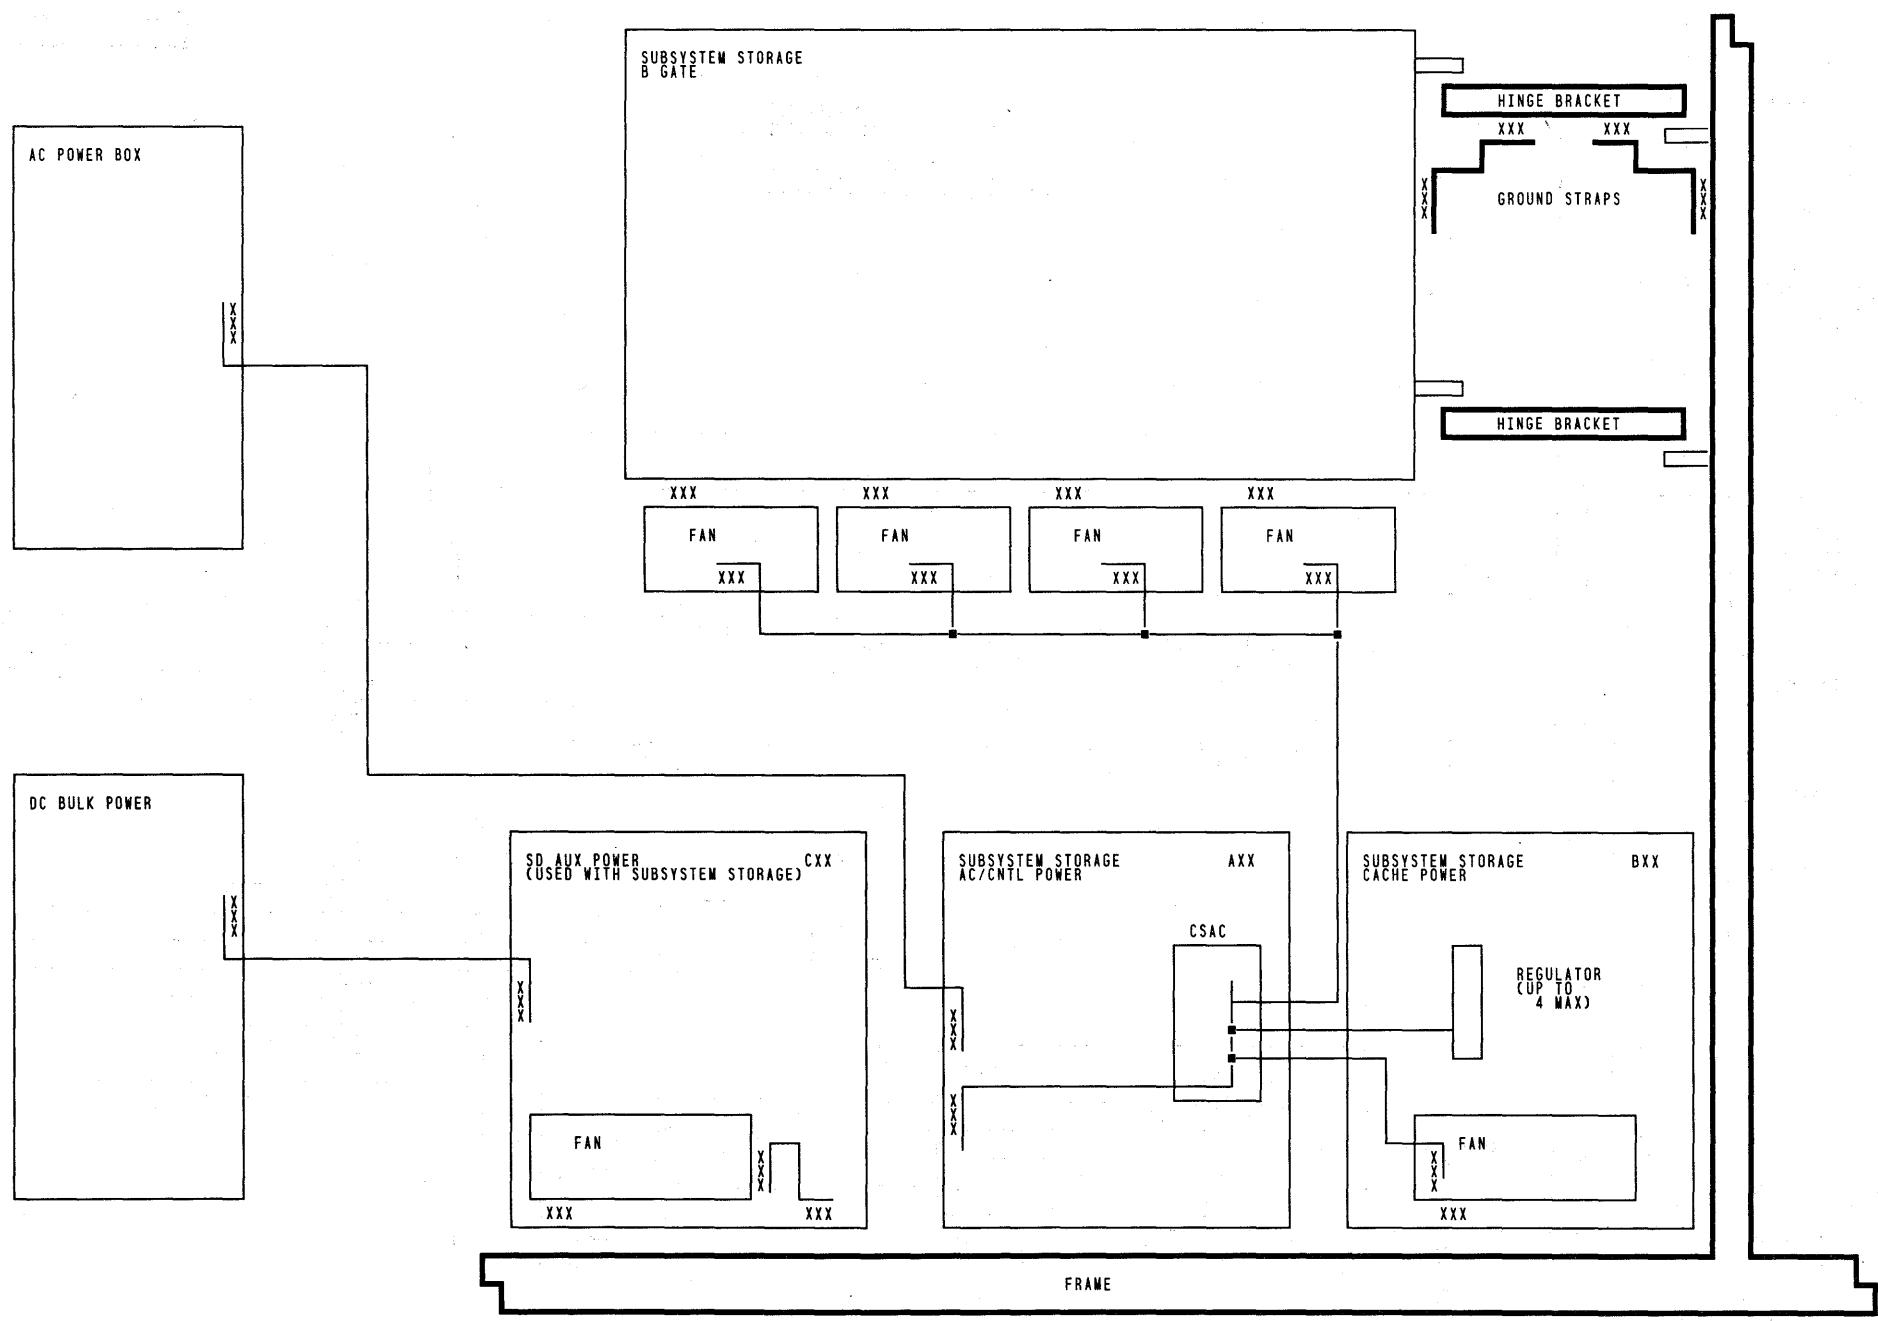 SUBSYSTEM STORAGE
B GATE
HINGE BRACKET
XXX XXX
AC POWER BOX
XXX
XXX
GROUND STRAPS
XXX
HINGE BRACKET
XXX XXX XXX XXX
FAN FAN FAN FAN
XXX XXX XXX XXX
DC BULK POWER
XXX
SD AUX POWER CXX
(USED WITH SUBSYSTEM STORAGE)
XXX
FAN
XXX
XXX XXX
SUBSYSTEM STORAGE AXX
AC/CNTL POWER
CSAC
XXX
XXX
SUBSYSTEM STORAGE BXX
CACHE POWER
REGULATOR
(UP TO
4 MAX)
FAN
XXX
XXX
FRAME